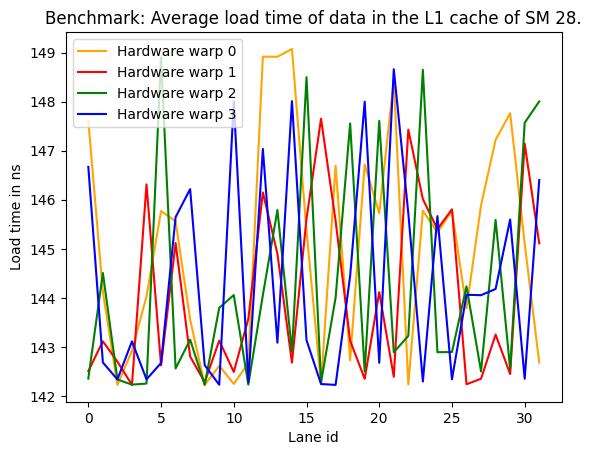 Benchmark: Average load time of data in the L1 cache of SM 28.
Hardware warp 0
Hardware warp 1
Hardware warp 2
Hardware warp 3
Load time in ns
149
148
147
146
145
144
143
142
0 5 10 15 20 25 30
Lane id